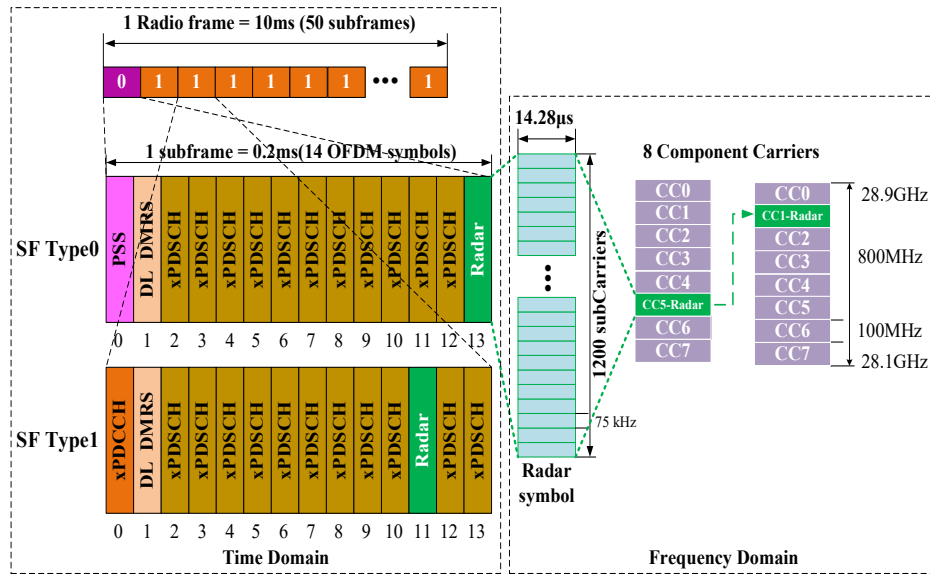 1 Radio frame = 10ms (50 subframes)
0 1 1 1 1 1 1 ••• 1
1 subframe = 0.2ms(14 OFDM symbols)
SF Type0
PSS
DL DMRS
xPDSCH
xPDSCH
xPDSCH
xPDSCH
xPDSCH
xPDSCH
xPDSCH
xPDSCH
xPDSCH
xPDSCH
xPDSCH
Radar
0 1 2 3 4 5 6 7 8 9 10 11 12 13
SF Type1
xPDCCH
DL DMRS
xPDSCH
xPDSCH
xPDSCH
xPDSCH
xPDSCH
xPDSCH
xPDSCH
xPDSCH
xPDSCH
Radar
xPDSCH
xPDSCH
0 1 2 3 4 5 6 7 8 9 10 11 12 13
Time Domain
14.28μs
•••
1200 subCarriers
75 kHz
Radar
symbol
8 Component Carriers
CC0
CC1
CC2
CC3
CC4
CC5-Radar
CC6
CC7
CC0
CC1-Radar
CC2
CC3
CC4
CC5
CC6
CC7
28.9GHz
800MHz
100MHz
28.1GHz
Frequency Domain